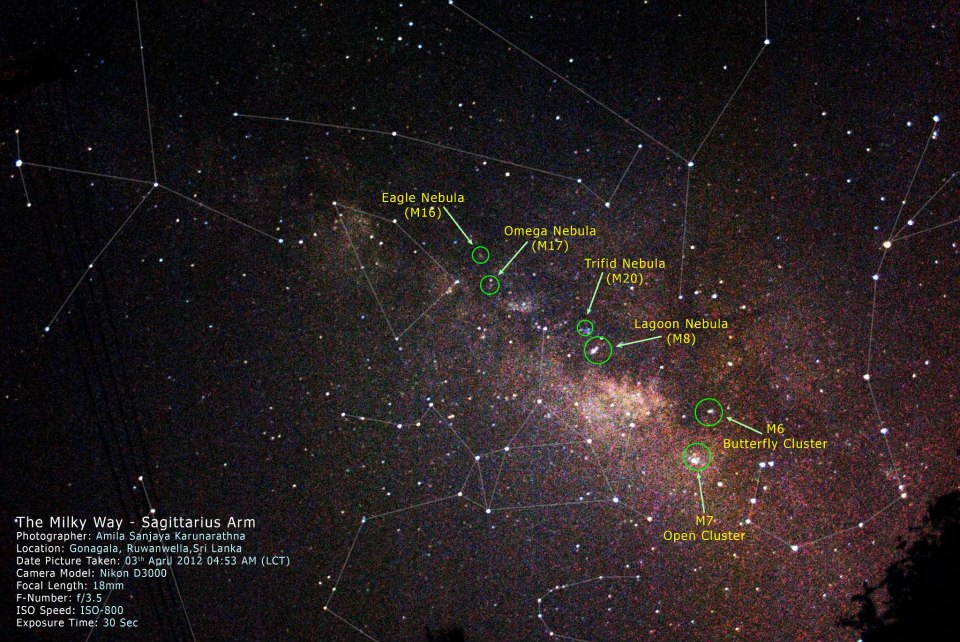 Eagle Nebula
(M16)
Omega Nebula
(M17)
Trifid Nebula
(M20)
Lagoon Nebula
(M8)
M6
Butterfly Cluster
M7
Open Cluster
The Milky Way - Sagittarius Arm
Photographer: Amila Sanjaya Karunarathna
Location: Gonagala, Ruwanwella,Sri Lanka
Date Picture Taken: 03th April 2012 04:53 AM (LCT)
Camera Model: Nikon D3000
Focal Length: 18mm
F-Number: f/3.5
ISO Speed: ISO-800
Exposure Time: 30 Sec